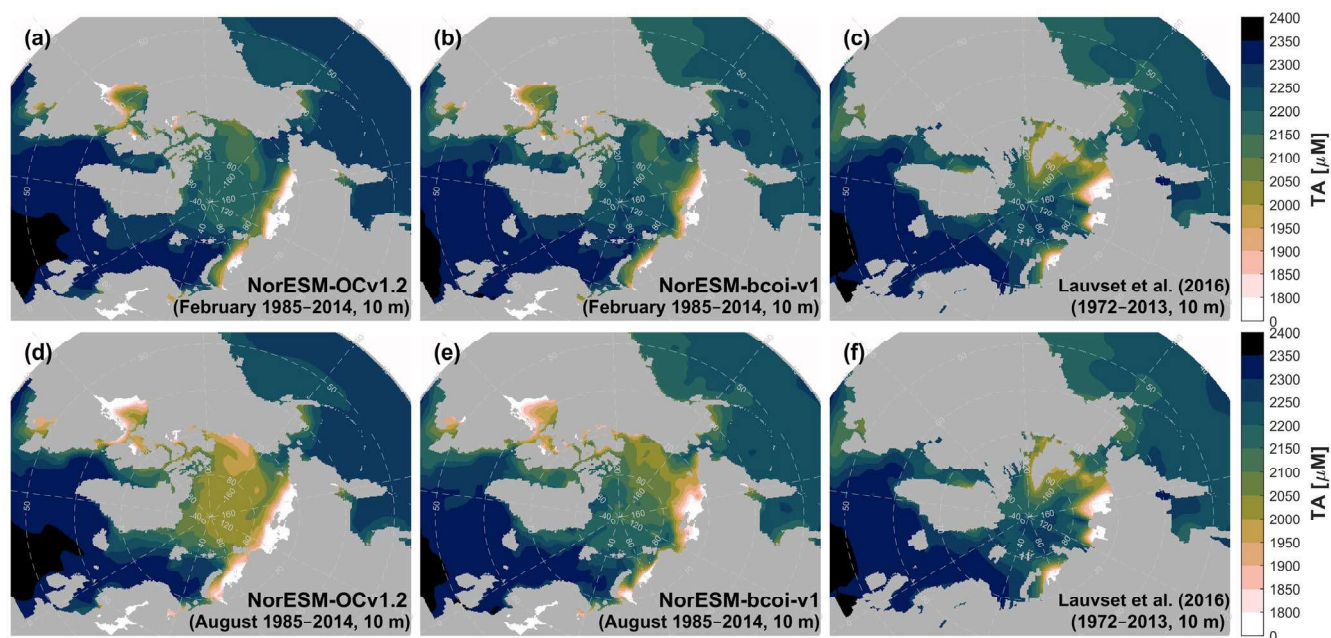 (a)
NorESM-OCv1.2
(February 1985–2014, 10 m)
(b)
NorESM-bcoi-v1
(February 1985–2014, 10 m)
(c)
Lauvset et al. (2016)
(1972–2013, 10 m)
2400
2350
2300
2250
2200
2150
2100
2050
2000
1950
1900
1850
1800
0
TA [µM]
(d)
NorESM-OCv1.2
(August 1985–2014, 10 m)
(e)
NorESM-bcoi-v1
(August 1985–2014, 10 m)
(f)
Lauvset et al. (2016)
(1972–2013, 10 m)
2400
2350
2300
2250
2200
2150
2100
2050
2000
1950
1900
1850
1800
0
TA [µM]